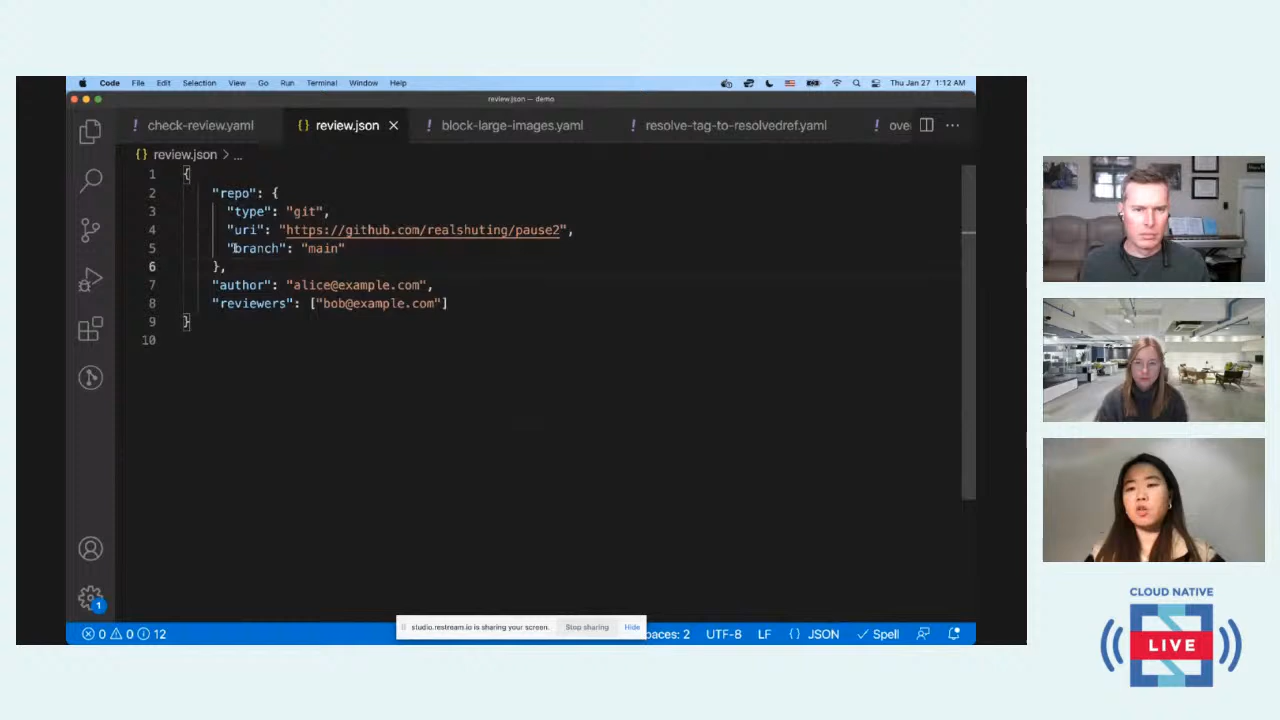 Code File Edit Selection View Go Run Terminal Window Help Thu Jan 27 1:12 AM
review.json — demo
! check-review.yaml {} review.json × ! block-large-images.yaml ! resolve-tag-to-resolvedref.yaml ! ove ...
{} review.json > ...
1 {
2 "repo": {
3 "type": "git",
4 "uri": "https://github.com/realshuting/pause2",
5 "branch": "main"
6 },
7 "author": "alice@example.com",
8 "reviewers": ["bob@example.com"]
9 }
10
1
0 0 12 paces: 2 UTF-8 LF {} JSON Spell
studio.restream.io is sharing your screen. Stop sharing Hide
CLOUD NATIVE
LIVE